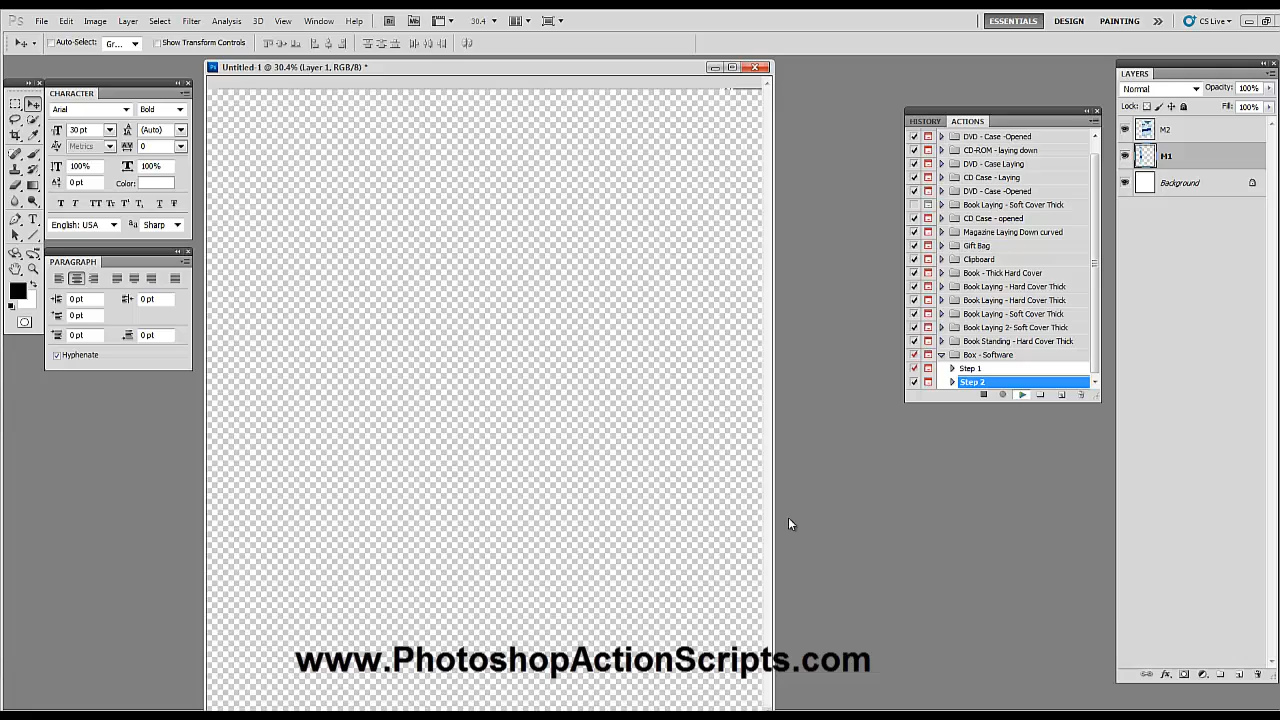 Ps File Edit Image Layer Select Filter Analysis 3D View Window Help Br Mb 30.4 ESSENTIALS DESIGN PAINTING CS Live
Auto-Select: Gr... Show Transform Controls
Untitled-1 @ 30.4% (Layer 1, RGB/8) *
CHARACTER
Arial Bold
30 pt (Auto)
Metrics 0
100% 100%
0 pt Color:
T T TT Tr T' T, T T
English: USA aa Sharp
PARAGRAPH
0 pt 0 pt
0 pt
0 pt 0 pt
Hyphenate
HISTORY ACTIONS
DVD - Case -Opened
CD-ROM - laying down
DVD - Case Laying
CD Case - Laying
DVD - Case -Opened
Book Laying - Soft Cover Thick
CD Case - opened
Magazine Laying Down curved
Gift Bag
Clipboard
Book - Thick Hard Cover
Book Laying - Hard Cover Thick
Book Laying - Hard Cover Thick
Book Laying - Soft Cover Thick
Book Laying 2- Soft Cover Thick
Book Standing - Hard Cover Thick
Box - Software
Step 1
Step 2
LAYERS
Normal Opacity: 100%
Lock: Fill: 100%
M2
M1
Background
fx
www.PhotoshopActionScripts.com